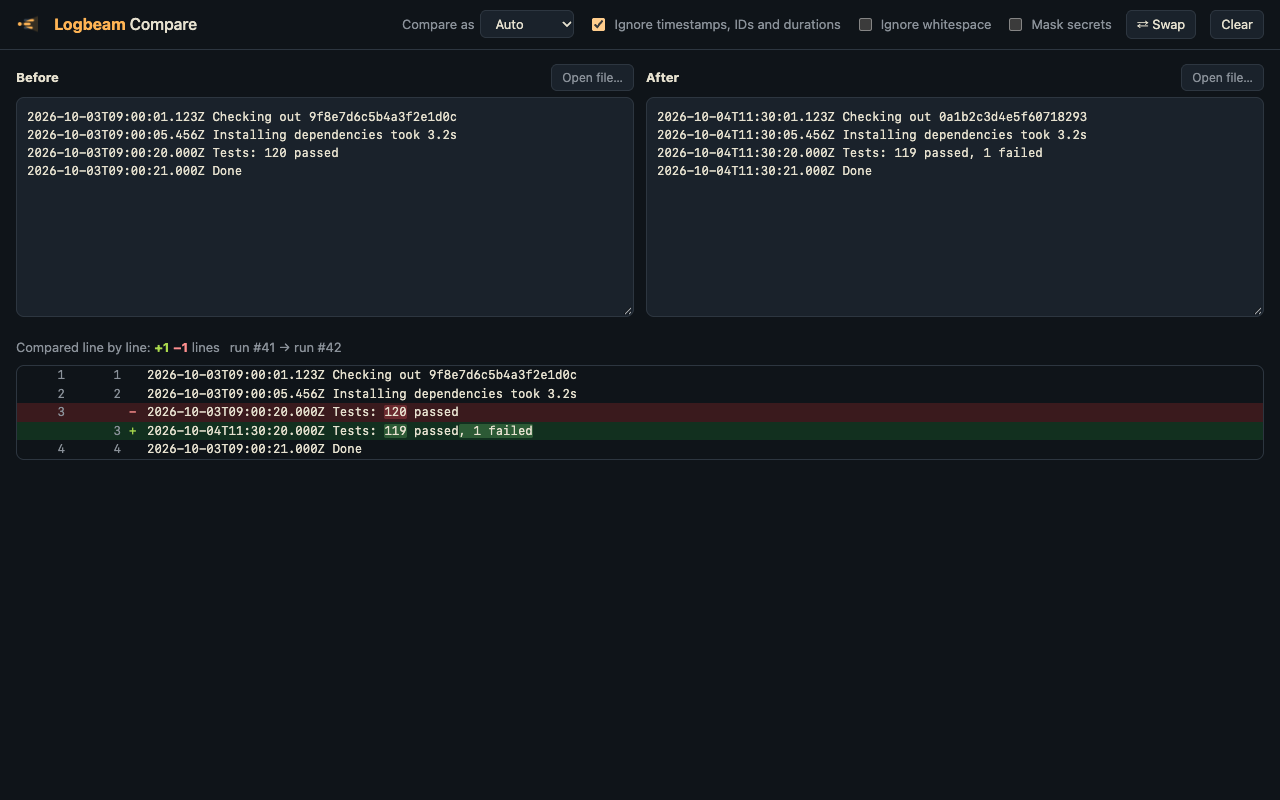 Logbeam Compare
Compare as Auto Ignore timestamps, IDs and durations Ignore whitespace Mask secrets ⇄ Swap Clear
Before Open file...
After Open file...
2026-10-03T09:00:01.123Z Checking out 9f8e7d6c5b4a3f2e1d0c
2026-10-03T09:00:05.456Z Installing dependencies took 3.2s
2026-10-03T09:00:20.000Z Tests: 120 passed
2026-10-03T09:00:21.000Z Done
2026-10-04T11:30:01.123Z Checking out 0a1b2c3d4e5f60718293
2026-10-04T11:30:05.456Z Installing dependencies took 3.2s
2026-10-04T11:30:20.000Z Tests: 119 passed, 1 failed
2026-10-04T11:30:21.000Z Done
Compared line by line: +1 −1 lines run #41 → run #42
1 1 2026-10-03T09:00:01.123Z Checking out 9f8e7d6c5b4a3f2e1d0c
2 2 2026-10-03T09:00:05.456Z Installing dependencies took 3.2s
3 − 2026-10-03T09:00:20.000Z Tests: 120 passed
3 + 2026-10-04T11:30:20.000Z Tests: 119 passed, 1 failed
4 4 2026-10-03T09:00:21.000Z Done